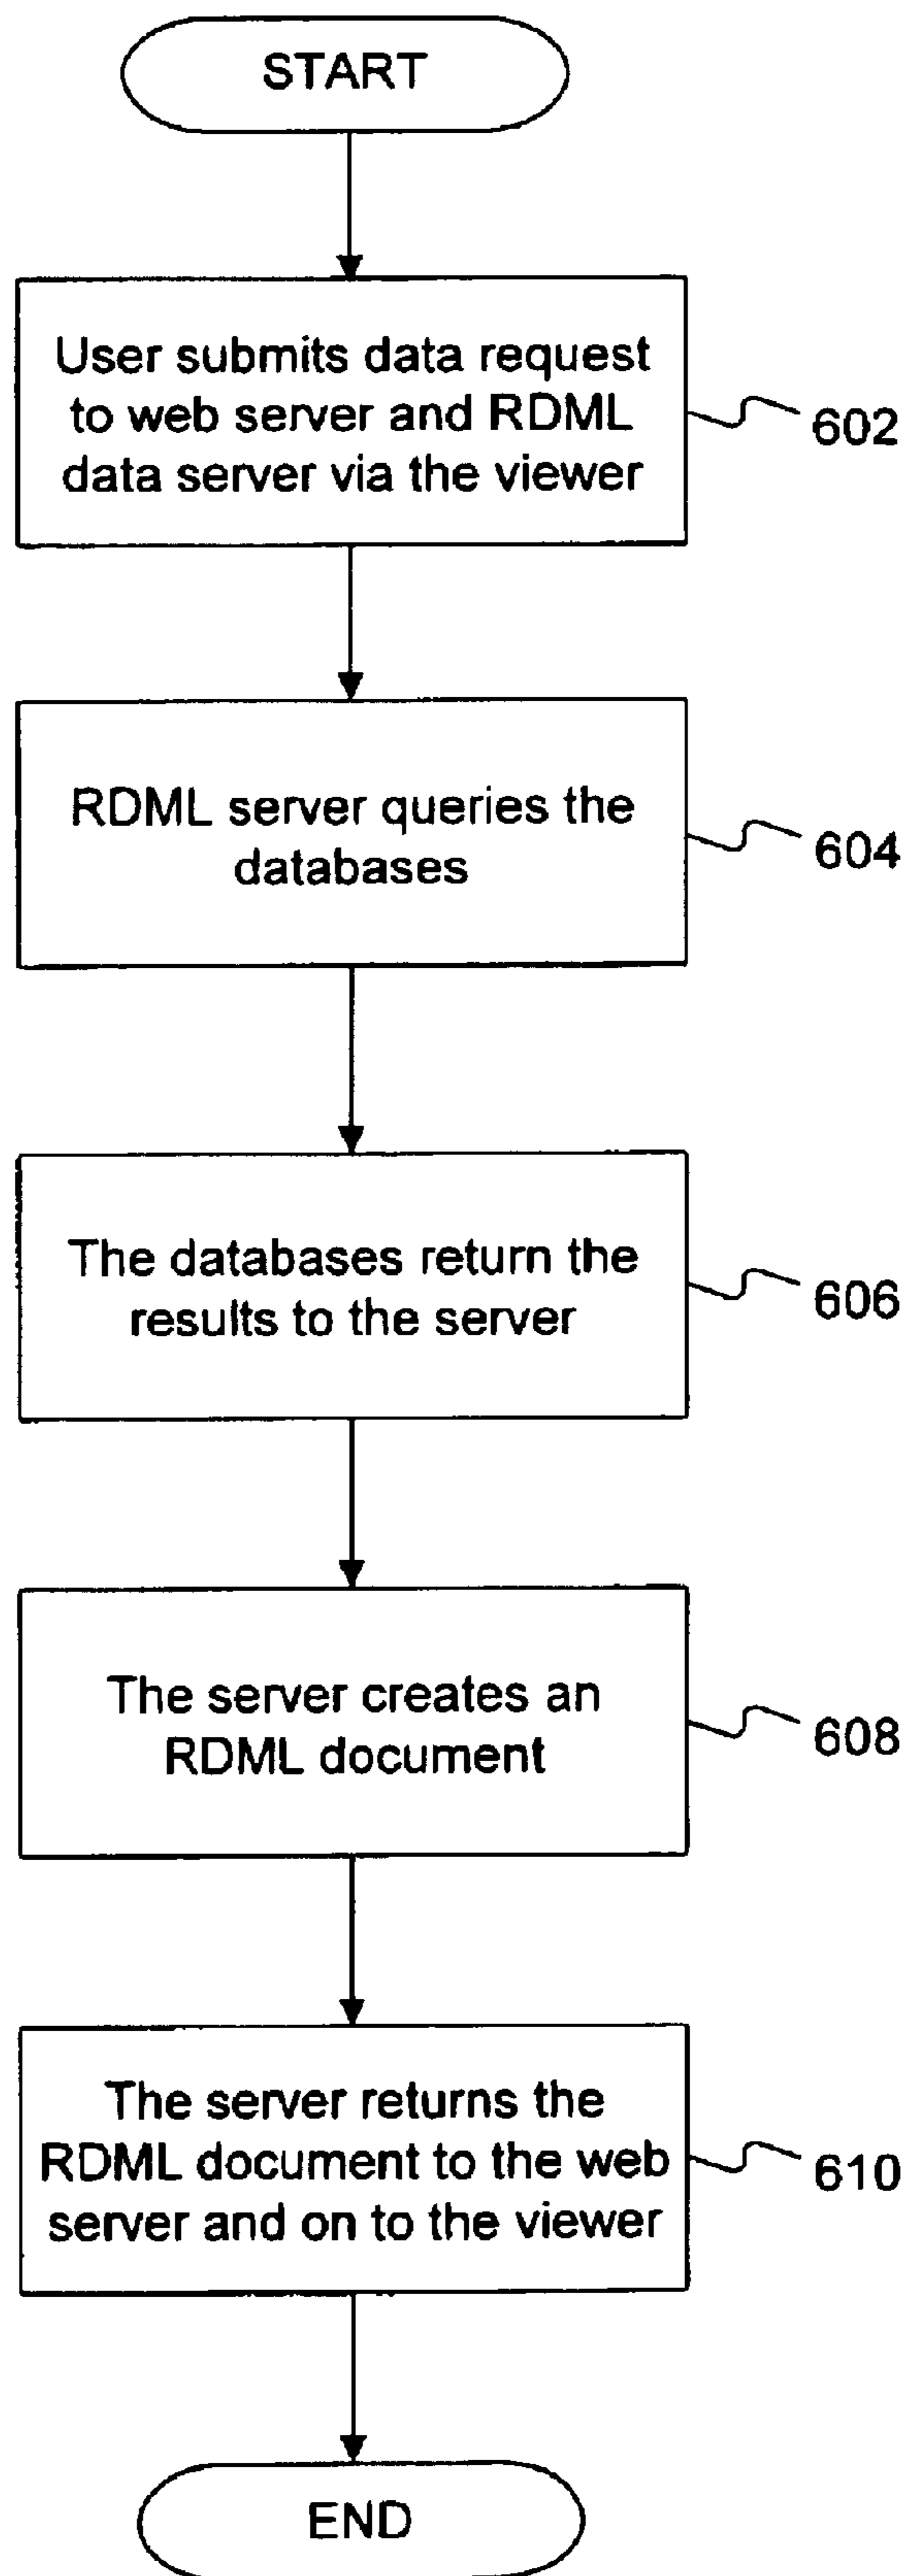 START
User submits data request
to web server and RDML
data server via the viewer
602
RDML server queries the
databases
604
The databases return the
results to the server
606
The server creates an
RDML document
608
The server returns the
RDML document to the web
server and on to the viewer
610
END